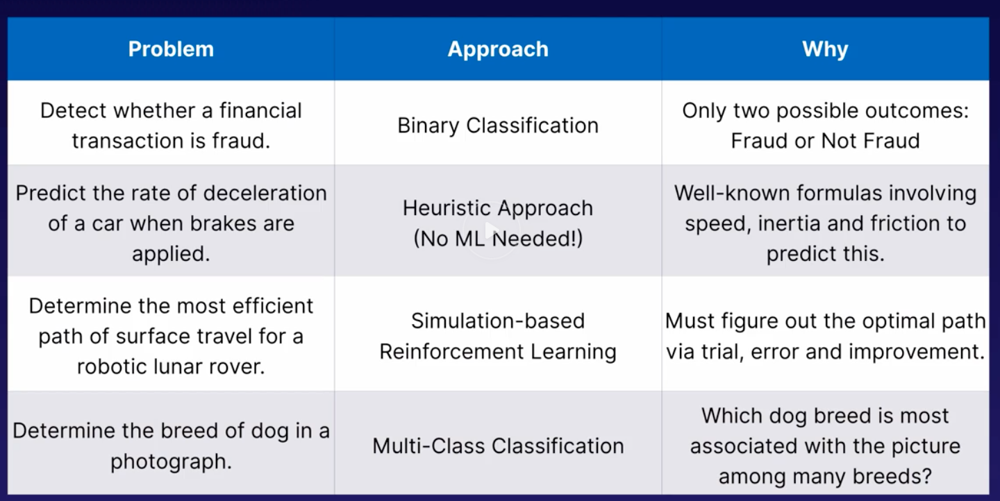 Problem
Approach
Why
Detect whether a financial
transaction is fraud.
Binary Classification
Only two possible outcomes:
Fraud or Not Fraud
Predict the rate of deceleration
of a car when brakes are
applied.
Heuristic Approach
(No ML Needed!)
Well-known formulas involving
speed, inertia and friction to
predict this.
Determine the most efficient
path of surface travel for a
robotic lunar rover.
Simulation-based
Reinforcement Learning
Must figure out the optimal path
via trial, error and improvement.
Determine the breed of dog in a
photograph.
Multi-Class Classification
Which dog breed is most
associated with the picture
among many breeds?